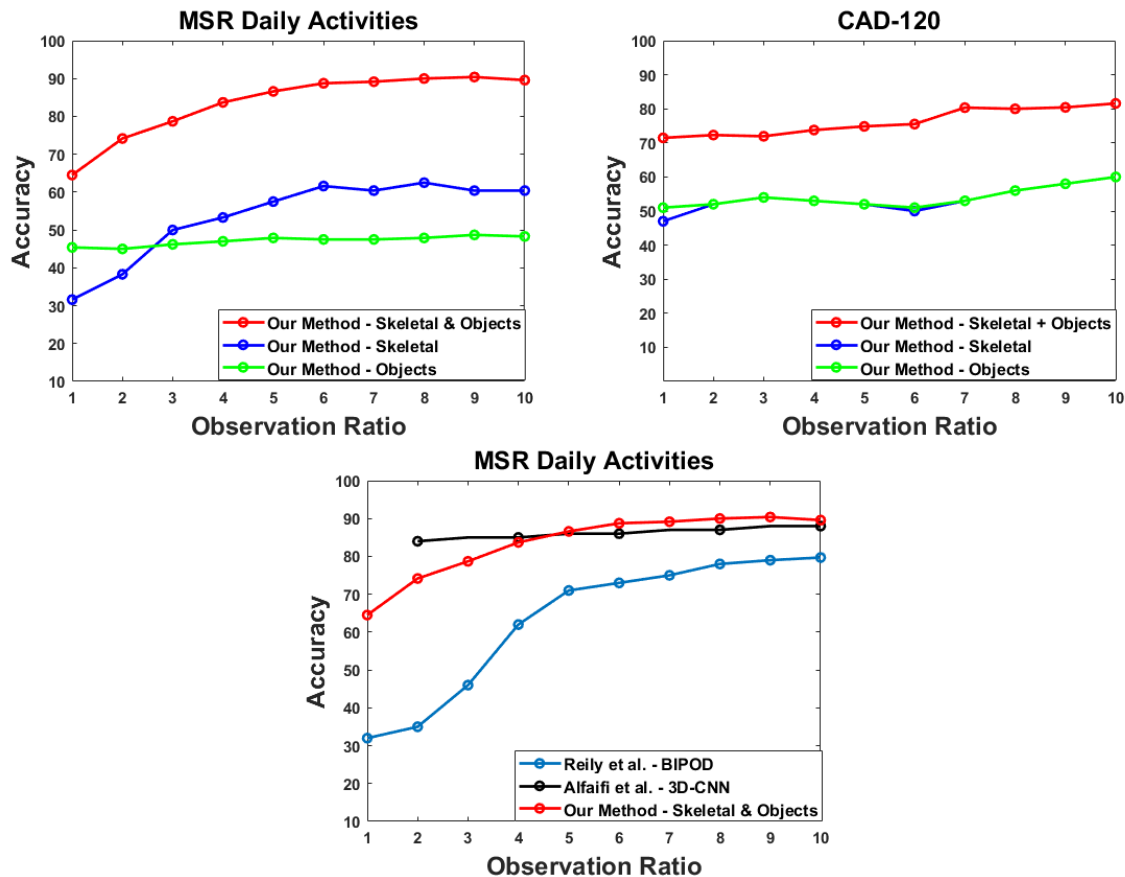 MSR Daily Activities
100
90
80
70
60
50
40
30
20
10
Accuracy
Our Method - Skeletal & Objects
Our Method - Skeletal
Our Method - Objects
1 2 3 4 5 6 7 8 9 10
Observation Ratio
CAD-120
100
90
80
70
60
50
40
30
20
10
Accuracy
Our Method - Skeletal + Objects
Our Method - Skeletal
Our Method - Objects
1 2 3 4 5 6 7 8 9 10
Observation Ratio
MSR Daily Activities
100
90
80
70
60
50
40
30
20
10
Accuracy
Reily et al. - BIPOD
Alfaifi et al. - 3D-CNN
Our Method - Skeletal & Objects
1 2 3 4 5 6 7 8 9 10
Observation Ratio